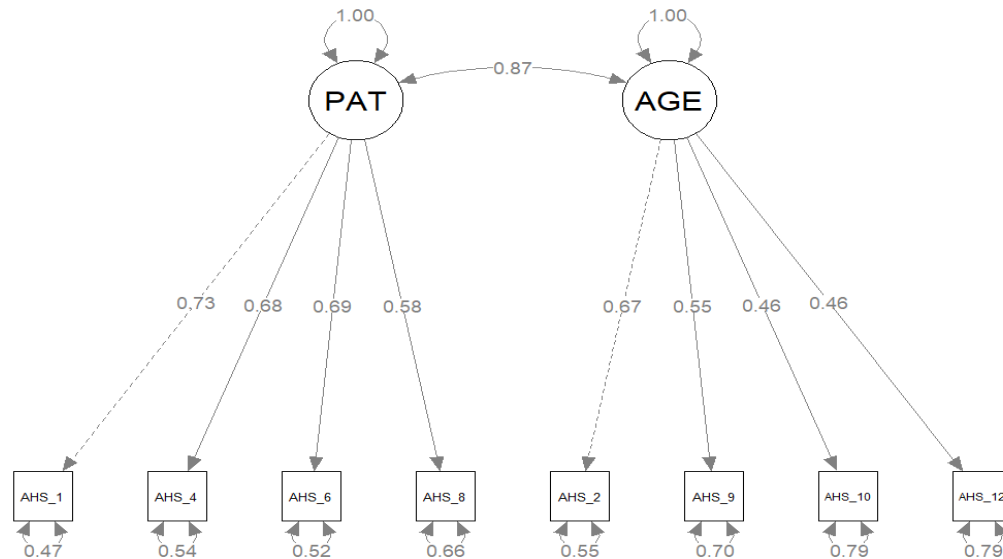 1.00 1.00
0.87
PAT AGE
0.73 0.68 0.69 0.58 0.67 0.55 0.46 0.46
AHS_1 AHS_4 AHS_6 AHS_8 AHS_2 AHS_9 AHS_10 AHS_12
0.47 0.54 0.52 0.66 0.55 0.70 0.79 0.79